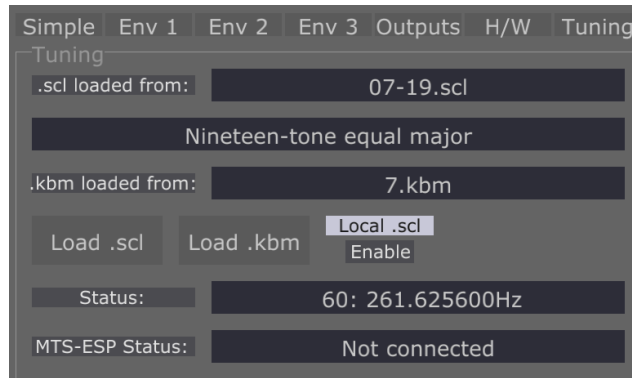 Simple Env 1 Env 2 Env 3 Outputs H/W Tuning
Tuning
.scl loaded from: 07-19.scl
Nineteen-tone equal major
.kbm loaded from: 7.kbm
Load .scl Load .kbm Local .scl
Enable
Status: 60: 261.625600Hz
MTS-ESP Status: Not connected